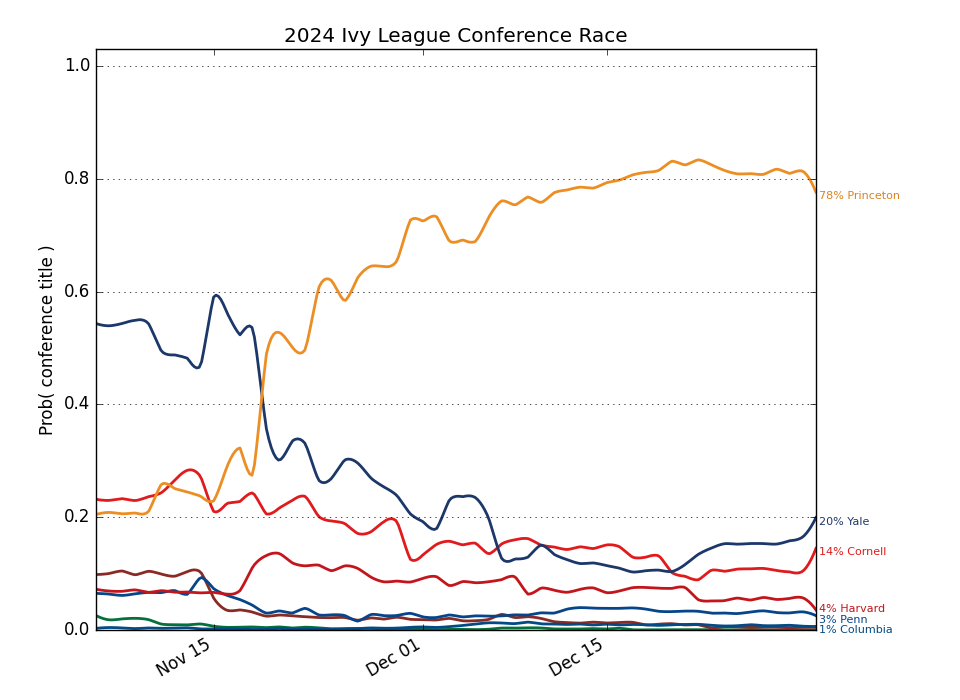 2024 Ivy League Conference Race
Prob( conference title )
1.0
0.8
0.6
0.4
0.2
0.0
Nov 15
Dec 01
Dec 15
78% Princeton
20% Yale
14% Cornell
4% Harvard
3% Penn
1% Columbia